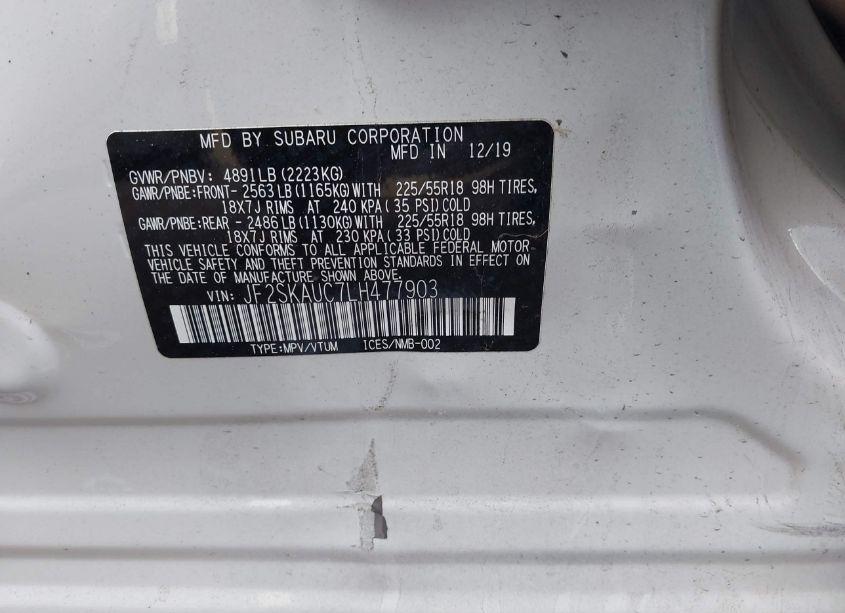 MFD BY SUBARU CORPORATION
MFD IN 12/19
GVWR/PNBV: 4891LB (2223KG)
GAWR/PNBE:FRONT- 2563LB(1165KG)WITH 225/55R18 98H TIRES,
18X7J RIMS AT 240 KPA( 35 PSI)COLD
GAWR/PNBE:REAR - 2486LB(1130KG)WITH 225/55R18 98H TIRES,
18X7J RIMS AT 230 KPA( 33 PSI)COLD
THIS VEHICLE CONFORMS TO ALL APPLICABLE FEDERAL MOTOR
VEHICLE SAFETY AND THEFT PREVENTION STANDARDS IN EFFECT ON
THE DATE OF MANUFACTURE SHOWN ABOVE.
VIN: JF2SKAUC7LH477903
TYPE:MPV/VTUM ICES/NMB-002